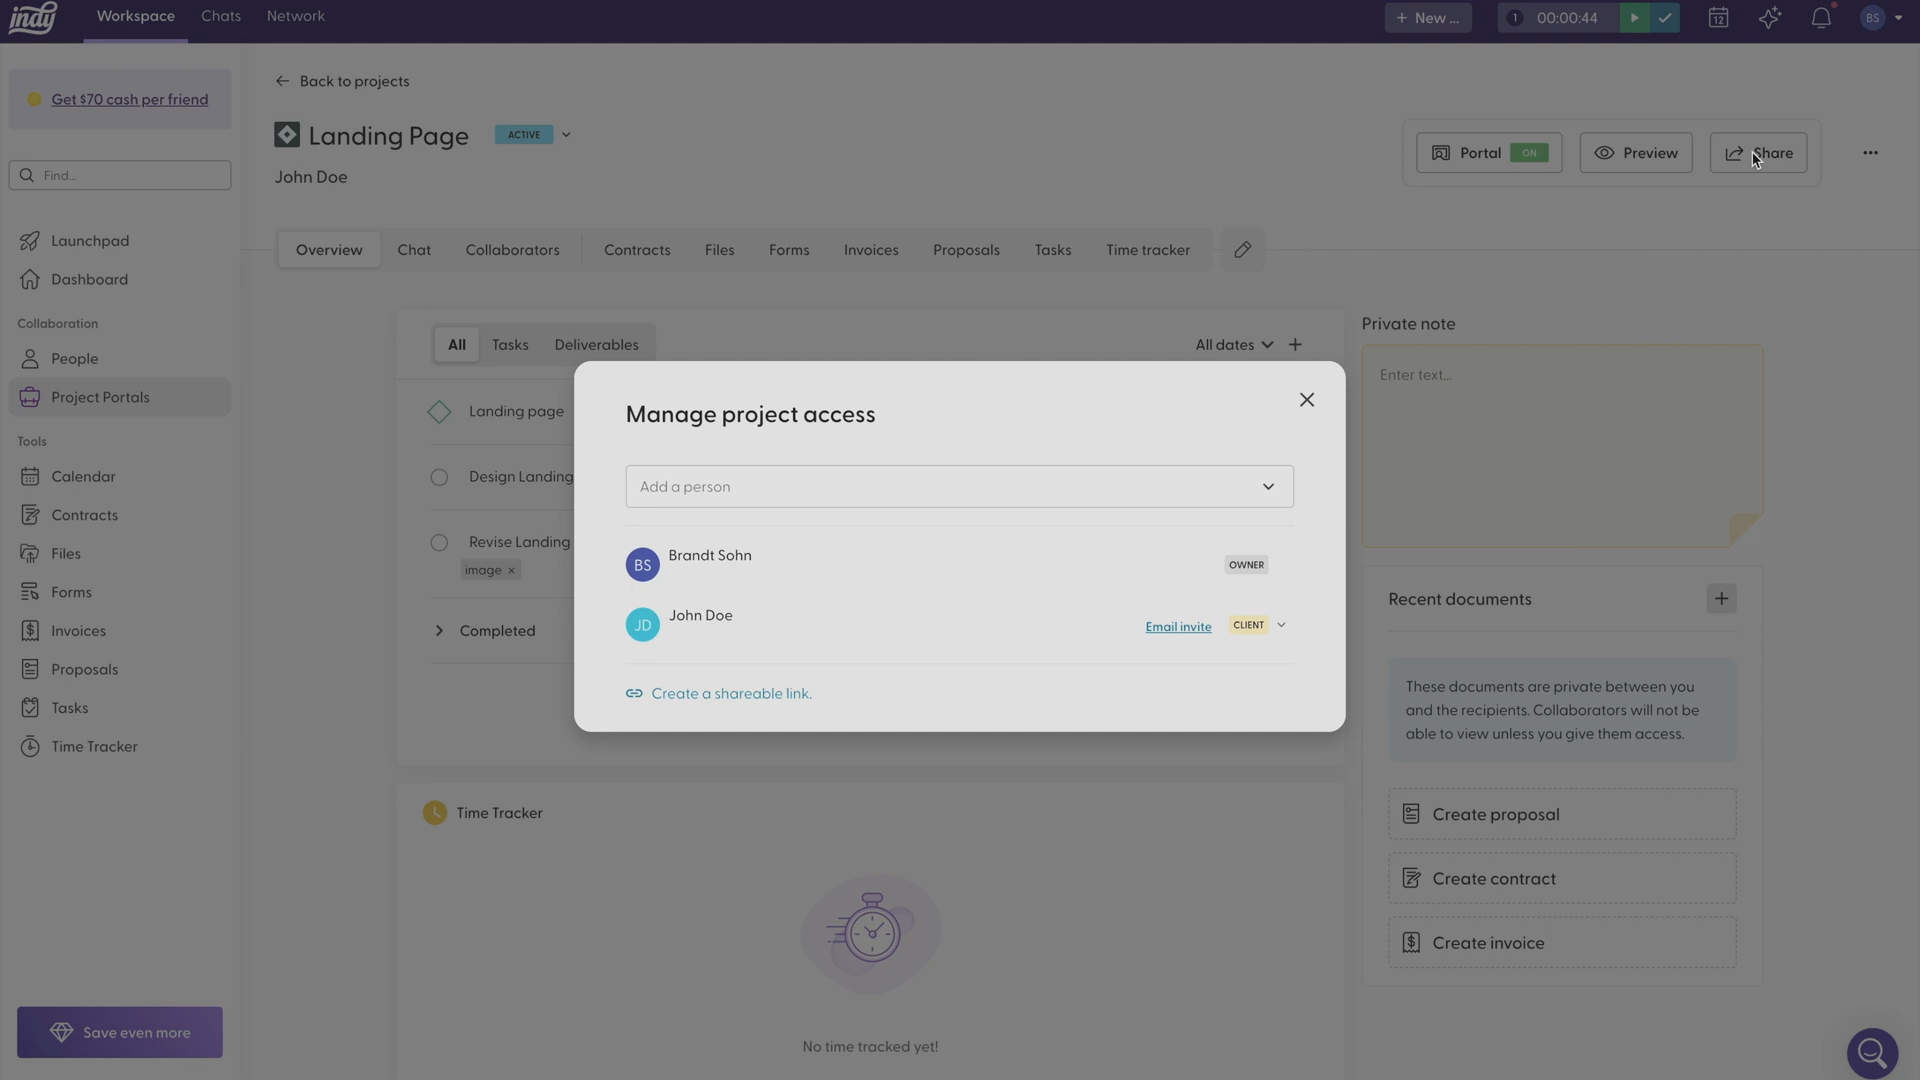 indy
Workspace
Chats
Network
+ New ...
1
00:00:44
12
BS
Get $70 cash per friend
Find...
Launchpad
Dashboard
Collaboration
People
Project Portals
Tools
Calendar
Contracts
Files
Forms
Invoices
Proposals
Tasks
Time Tracker
Save even more
Back to projects
Landing Page
ACTIVE
John Doe
Portal
ON
Preview
Share
Overview
Chat
Collaborators
Contracts
Files
Forms
Invoices
Proposals
Tasks
Time tracker
All
Tasks
Deliverables
All dates
Landing page
Design Landing
Revise Landing
image ×
Completed
Manage project access
Add a person
BS
Brandt Sohn
OWNER
JD
John Doe
Email invite
CLIENT
Create a shareable link.
Time Tracker
No time tracked yet!
Private note
Enter text...
Recent documents
These documents are private between you
and the recipients. Collaborators will not be
able to view unless you give them access.
Create proposal
Create contract
Create invoice